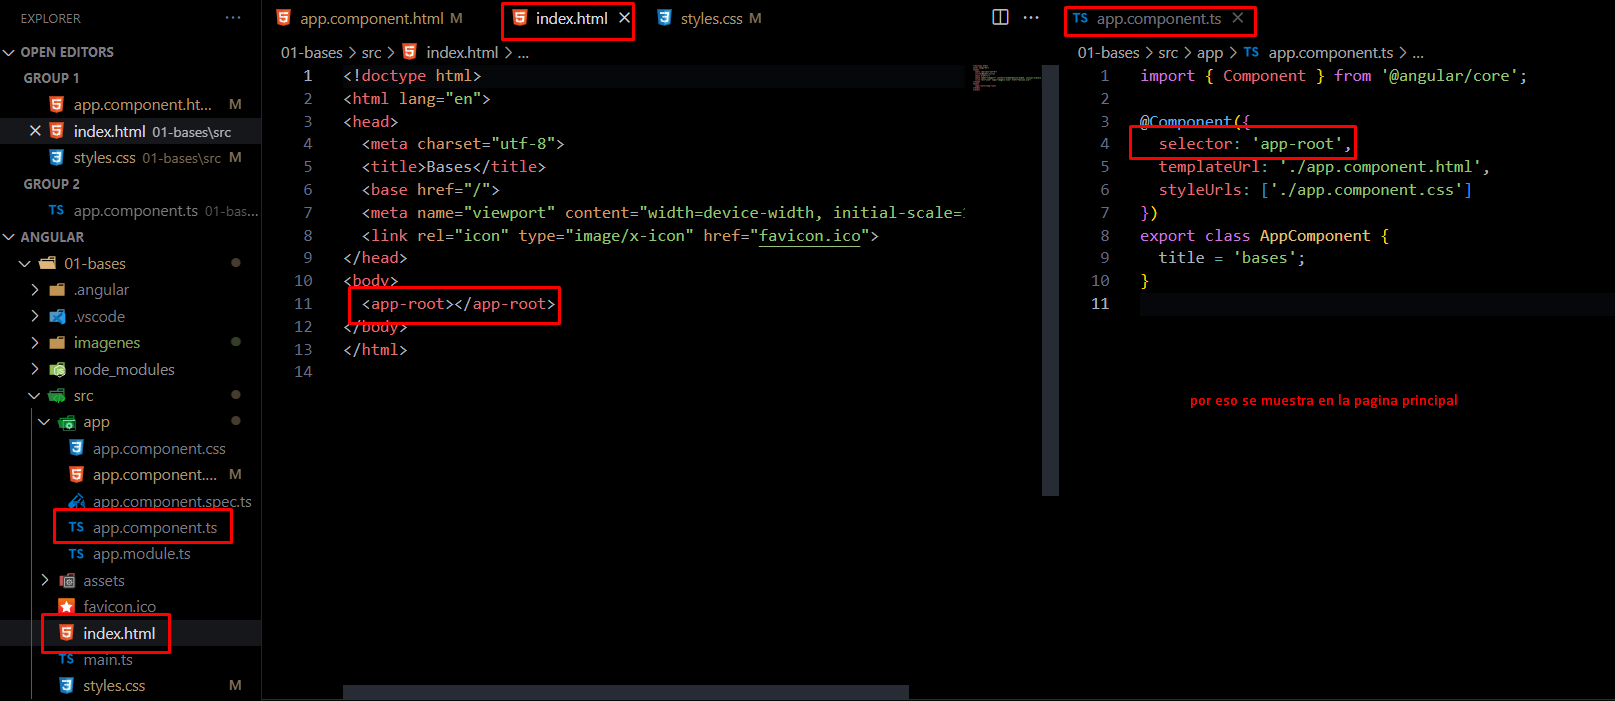 EXPLORER ...
OPEN EDITORS
GROUP 1
app.component.ht... M
index.html 01-bases\src
styles.css 01-bases\src M
GROUP 2
TS app.component.ts 01-bas...
ANGULAR
01-bases
.angular
.vscode
imagenes
node_modules
src
app
app.component.css
app.component.... M
app.component.spec.ts
TS app.component.ts
TS app.module.ts
assets
favicon.ico
index.html
TS main.ts
styles.css M
app.component.html M index.html styles.css M ...
01-bases > src > index.html > ...
1 <!doctype html>
2 <html lang="en">
3 <head>
4 <meta charset="utf-8">
5 <title>Bases</title>
6 <base href="/">
7 <meta name="viewport" content="width=device-width, initial-scale=1
8 <link rel="icon" type="image/x-icon" href="favicon.ico">
9 </head>
10 <body>
11 <app-root></app-root>
12 </body>
13 </html>
14
TS app.component.ts
01-bases > src > app > TS app.component.ts > ...
1 import { Component } from '@angular/core';
2
3 @Component({
4 selector: 'app-root',
5 templateUrl: './app.component.html',
6 styleUrls: ['./app.component.css']
7 })
8 export class AppComponent {
9 title = 'bases';
10 }
11
por eso se muestra en la pagina principal